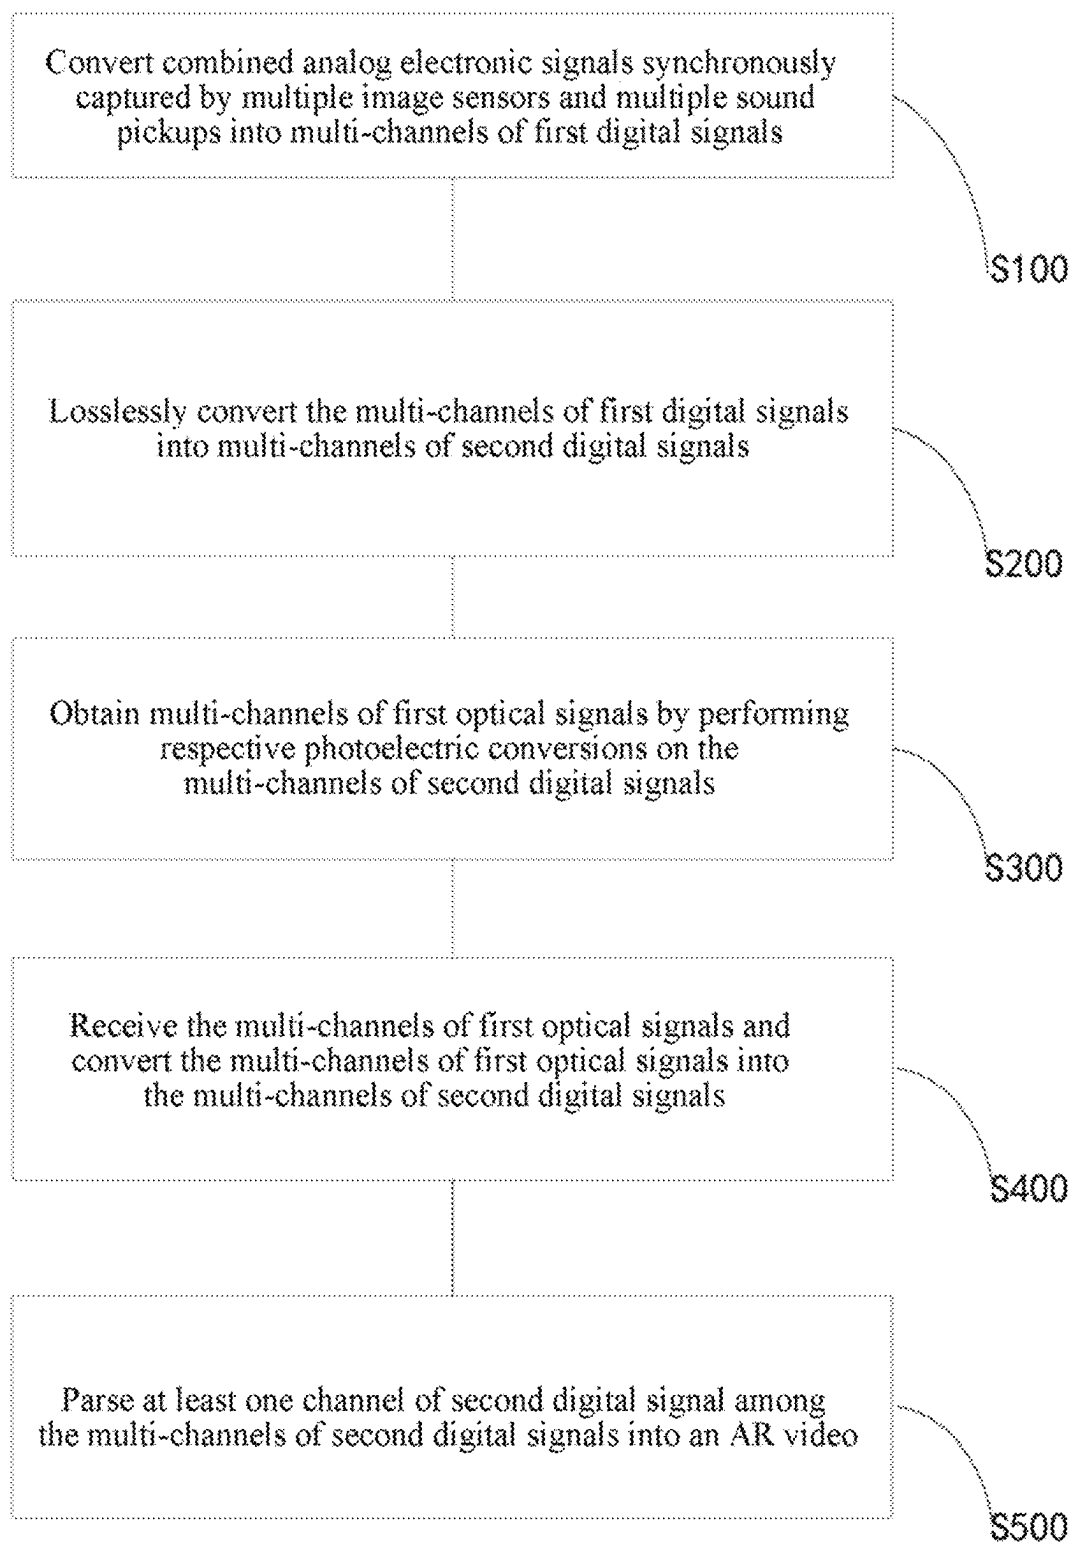 Convert combined analog electronic signals synchronously
captured by multiple image sensors and multiple sound
pickups into multi-channels of first digital signals
S100
Losslessly convert the multi-channels of first digital signals
into multi-channels of second digital signals
S200
Obtain multi-channels of first optical signals by performing
respective photoelectric conversions on the
multi-channels of second digital signals
S300
Receive the multi-channels of first optical signals and
convert the multi-channels of first optical signals into
the multi-channels of second digital signals
S400
Parse at least one channel of second digital signal among
the multi-channels of second digital signals into an AR video
S500